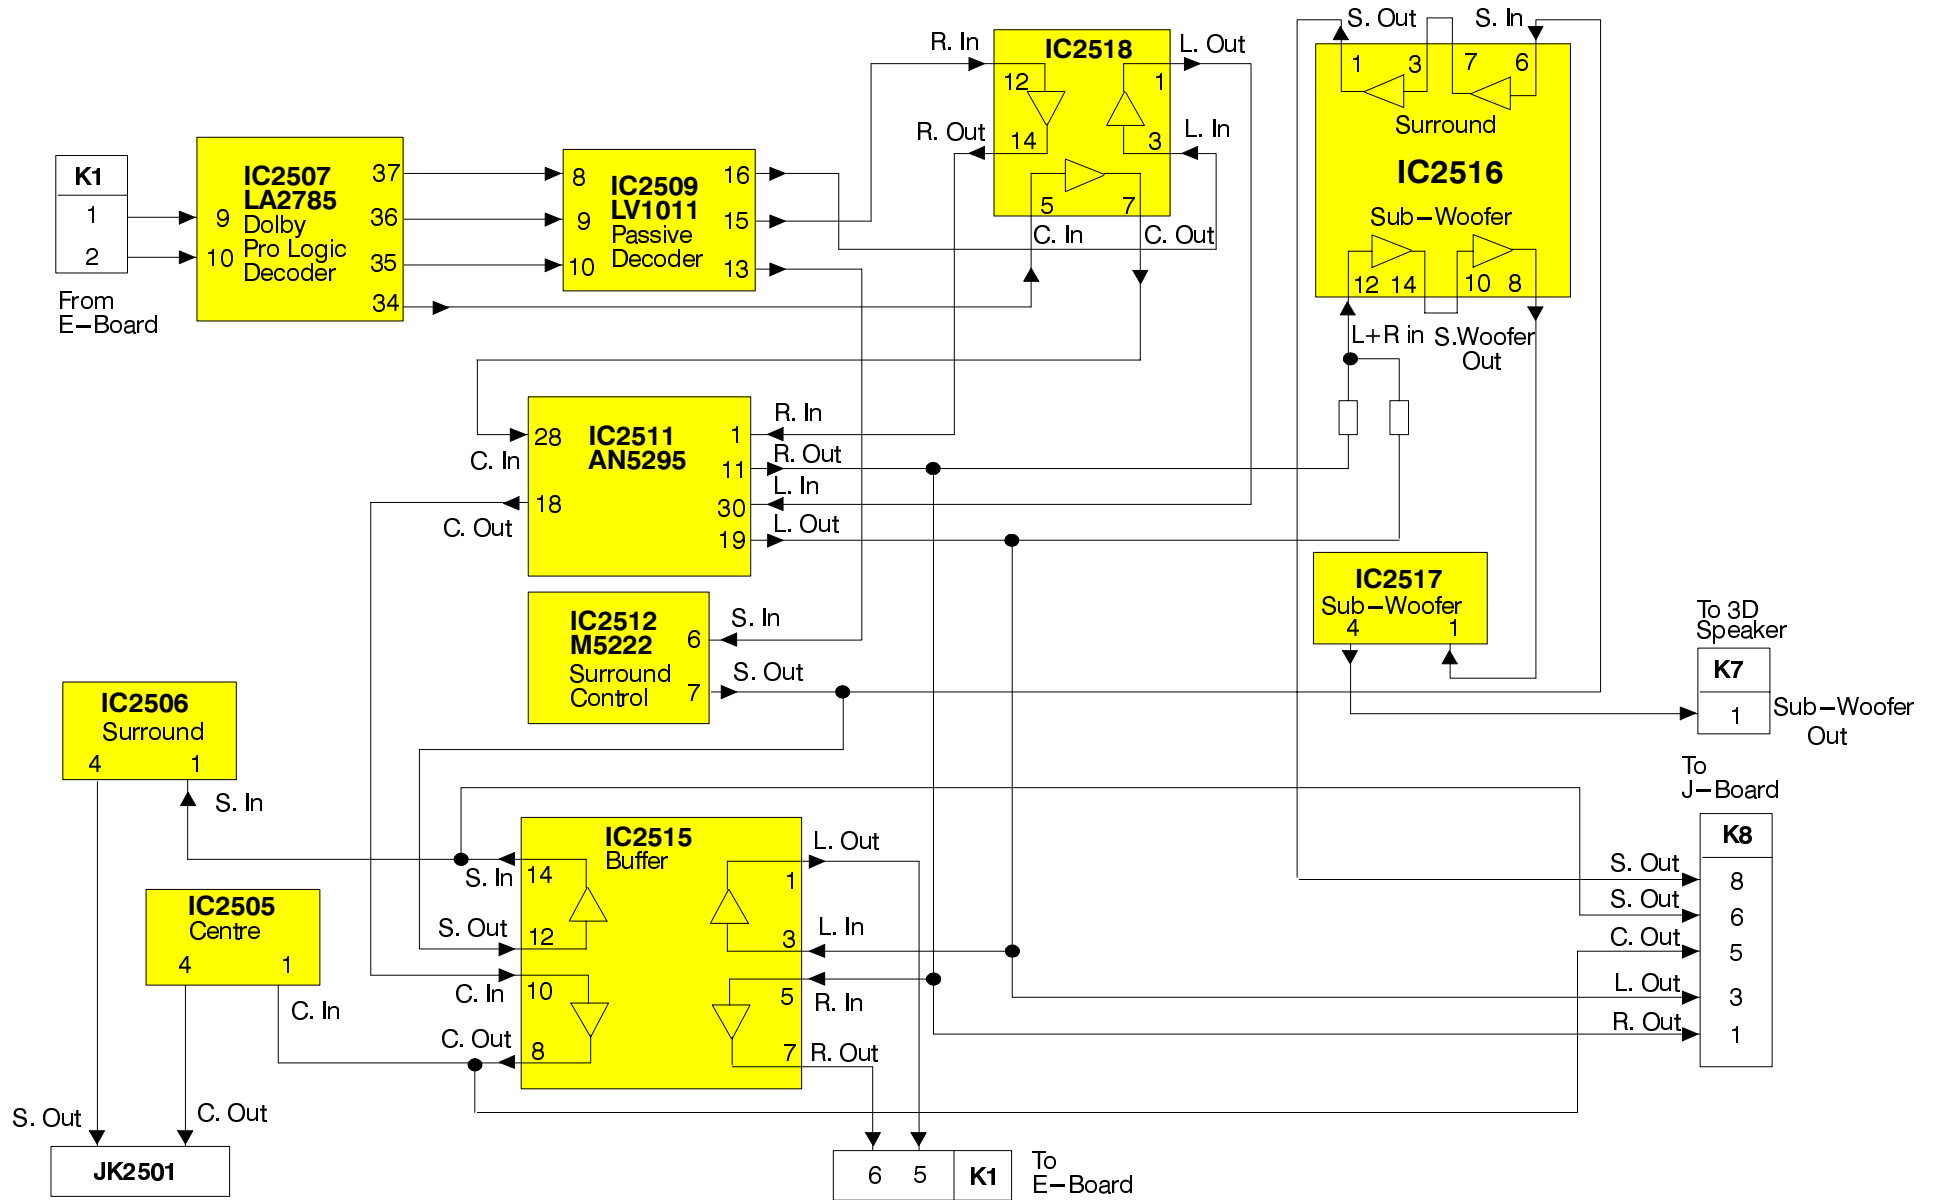 K1
1
2
From
E-Board
IC2507
LA2785
Dolby
Pro Logic
Decoder
9
10
37
36
35
34
IC2509
LV1011
Passive
Decoder
8
9
10
16
15
13
IC2518
R. In
12
R. Out
14
L. Out
1
L. In
3
5
7
C. In
C. Out
S. Out
S. In
1
3
7
6
Surround
IC2516
Sub-Woofer
12
14
10
8
L+R in
S.Woofer
Out
IC2511
AN5295
28
C. In
18
C. Out
1
R. In
11
R. Out
30
L. In
19
L. Out
IC2512
M5222
Surround
Control
6
S. In
7
S. Out
IC2517
Sub-Woofer
4
1
To 3D
Speaker
K7
1
Sub-Woofer
Out
IC2506
Surround
4
1
S. In
IC2505
Centre
4
1
C. In
S. Out
C. Out
JK2501
IC2515
Buffer
14
S. In
12
S. Out
10
C. In
8
C. Out
1
L. Out
3
L. In
5
R. In
7
R. Out
6
5
K1
To
E-Board
To
J-Board
K8
S. Out
8
S. Out
6
C. Out
5
L. Out
3
R. Out
1